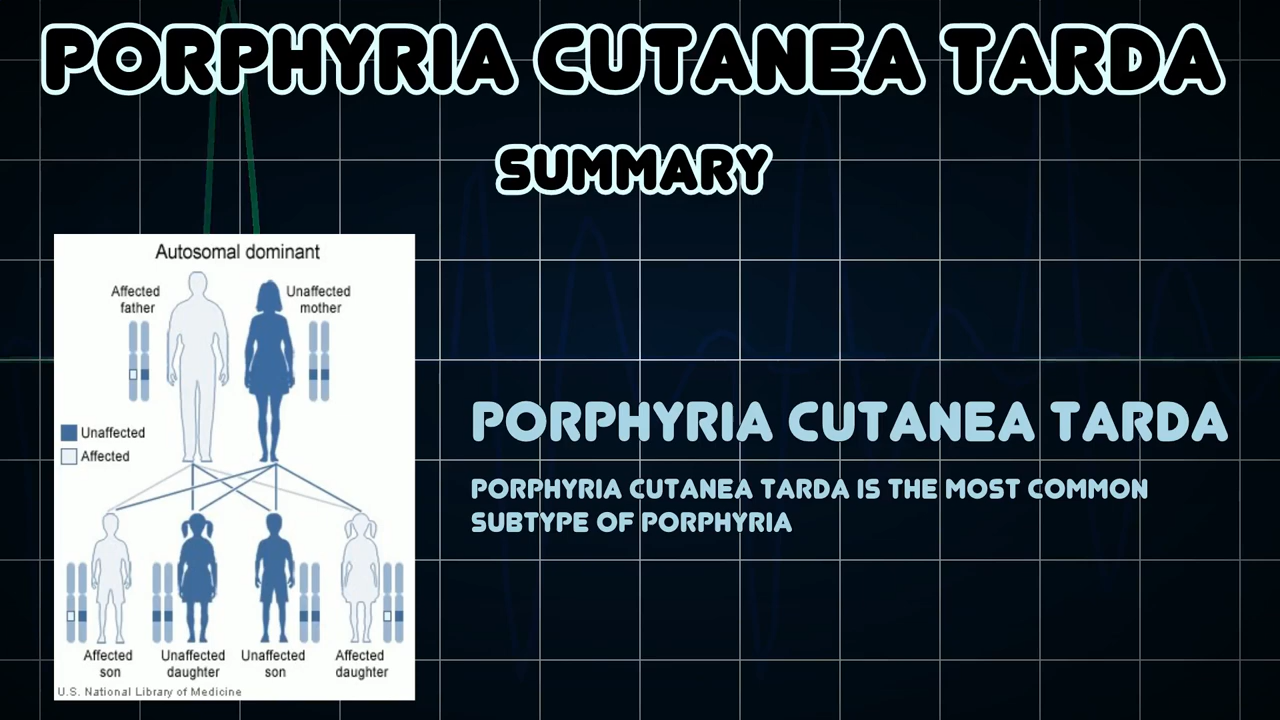 PORPHYRIA CUTANEA TARDA
SUMMARY
Autosomal dominant
Affected
father
Unaffected
mother
Unaffected
Affected
Affected
son
Unaffected
daughter
Unaffected
son
Affected
daughter
U.S. National Library of Medicine
PORPHYRIA CUTANEA TARDA
PORPHYRIA CUTANEA TARDA IS THE MOST COMMON
SUBTYPE OF PORPHYRIA